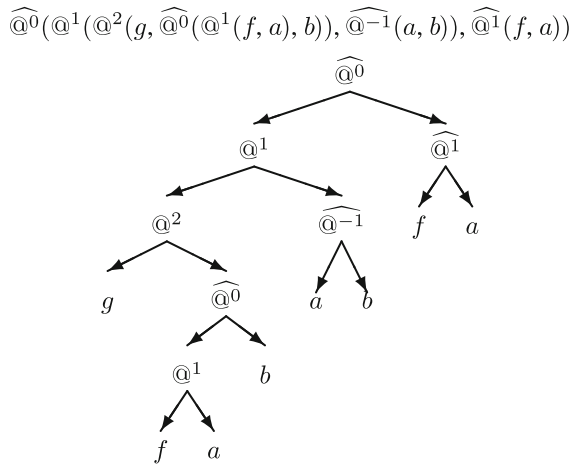 @̂⁰(@¹(@²(g, @̂⁰(@¹(f, a), b)), @̂⁻¹(a, b)), @̂¹(f, a))
@̂⁰
@¹ @̂¹
@² @̂⁻¹ f a
g @̂⁰ a b
@¹ b
f a